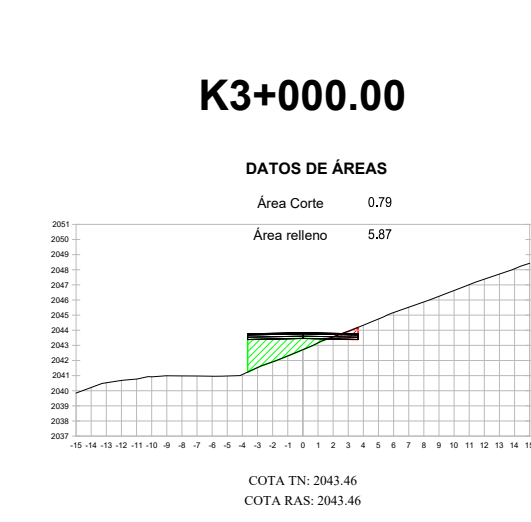 K3+000.00
DATOS DE ÁREAS
Área Corte 0.79
Área relleno 5.87
2051
2050
2049
2048
2047
2046
2045
2044
2043
2042
2041
2040
2039
2038
2037
-15 -14 -13 -12 -11 -10 -9 -8 -7 -6 -5 -4 -3 -2 -1 0 1 2 3 4 5 6 7 8 9 10 11 12 13 14 15
COTA TN: 2043.46
COTA RAS: 2043.46